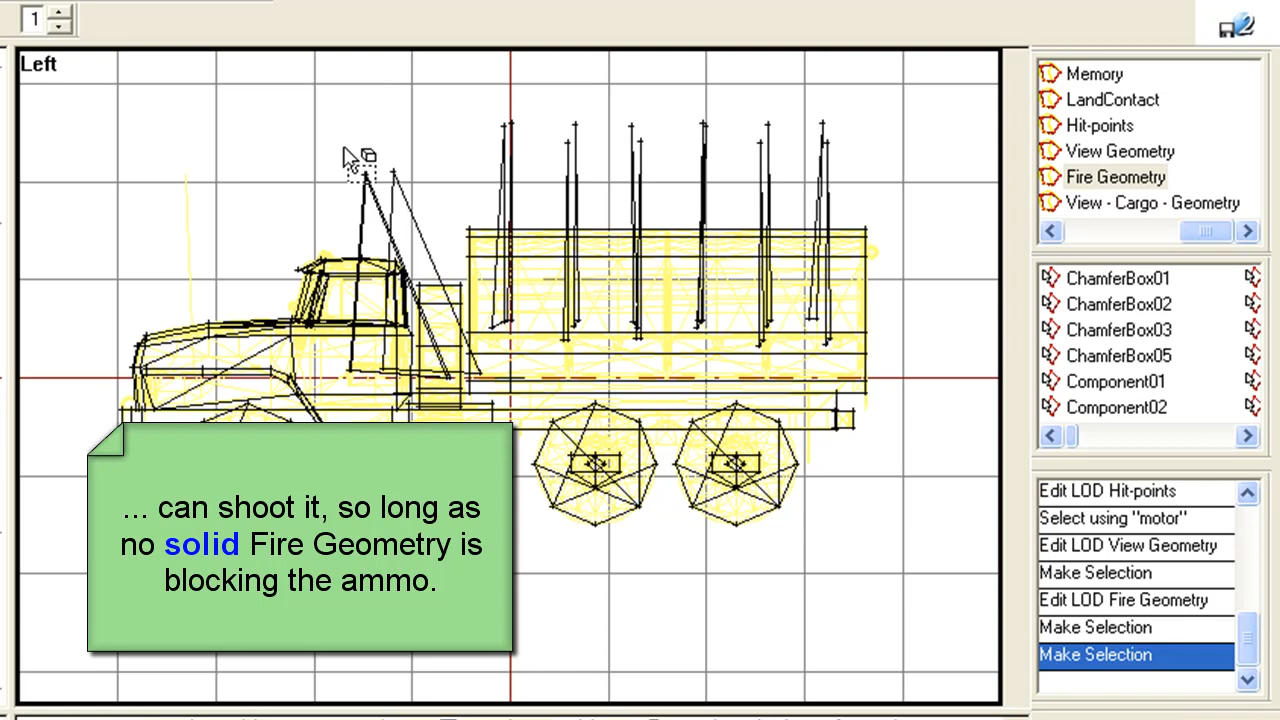 1
Left
Memory
LandContact
Hit-points
View Geometry
Fire Geometry
View - Cargo - Geometry
ChamferBox01
ChamferBox02
ChamferBox03
ChamferBox05
Component01
Component02
Edit LOD Hit-points
Select using "motor"
Edit LOD View Geometry
Make Selection
Edit LOD Fire Geometry
Make Selection
Make Selection
... can shoot it, so long as
no solid Fire Geometry is
blocking the ammo.